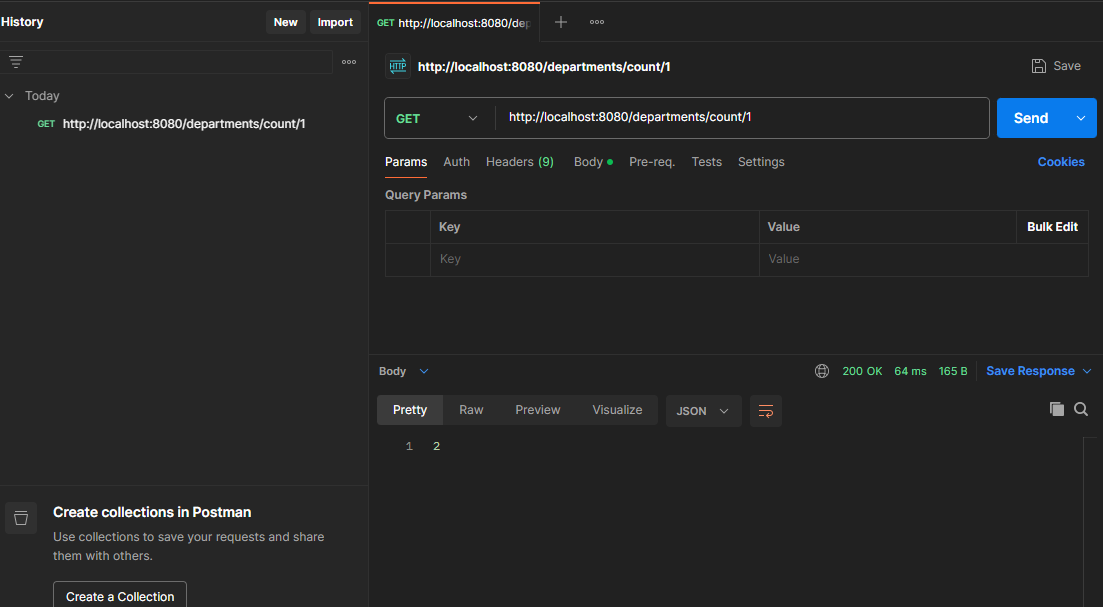 History
New
Import
Today
GET http://localhost:8080/departments/count/1
Create collections in Postman
Use collections to save your requests and share
them with others.
Create a Collection
GET http://localhost:8080/dep
HTTP http://localhost:8080/departments/count/1
Save
GET http://localhost:8080/departments/count/1
Send
Params Auth Headers (9) Body Pre-req. Tests Settings
Cookies
Query Params
Key Value Bulk Edit
Key Value
Body
200 OK 64 ms 165 B Save Response
Pretty Raw Preview Visualize JSON
1 2